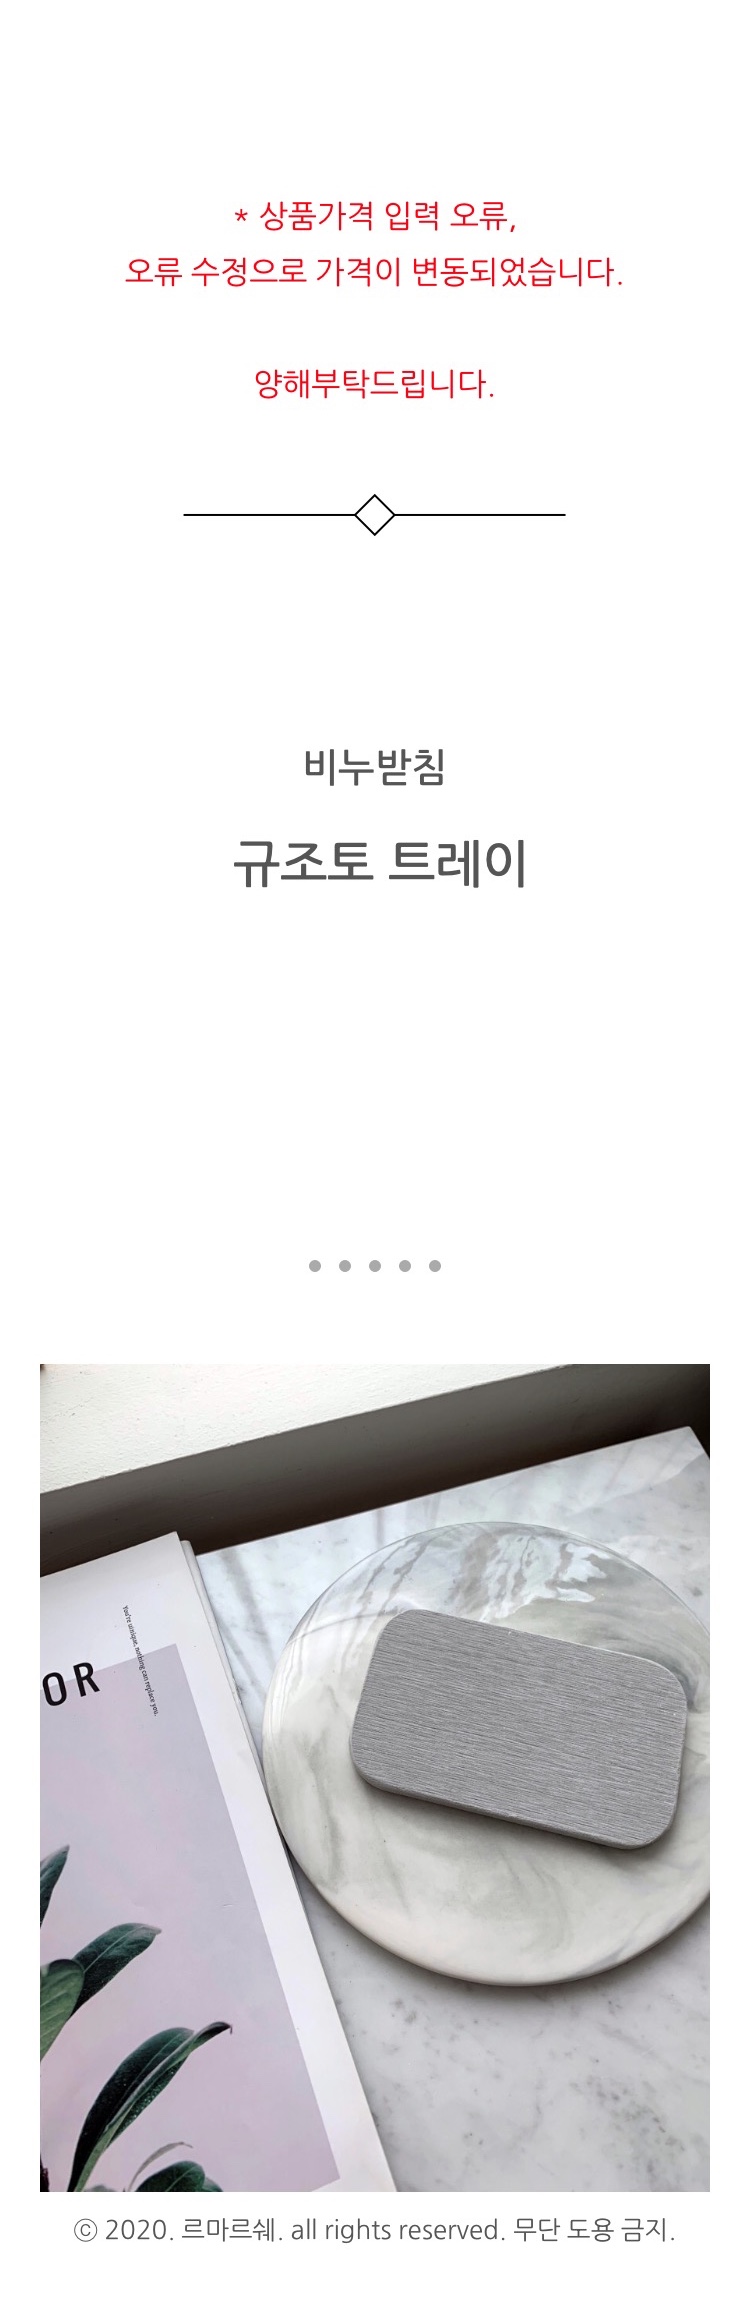 * 상품가격 입력 오류,
오류 수정으로 가격이 변동되었습니다.
양해부탁드립니다.
비누받침
규조토 트레이
OR
You're unnique, nothing can replace you.
ⓒ 2020. 르마르쉐. all rights reserved. 무단 도용 금지.